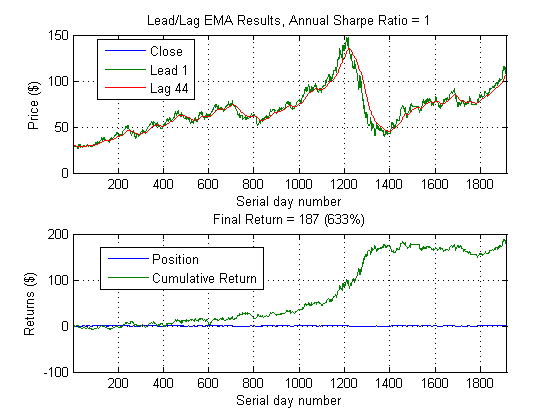 Lead/Lag EMA Results, Annual Sharpe Ratio = 1
150
100
50
0
Price ($)
Close
Lead 1
Lag 44
200 400 600 800 1000 1200 1400 1600 1800
Serial day number
Final Return = 187 (633%)
200
100
0
-100
Returns ($)
Position
Cumulative Return
200 400 600 800 1000 1200 1400 1600 1800
Serial day number